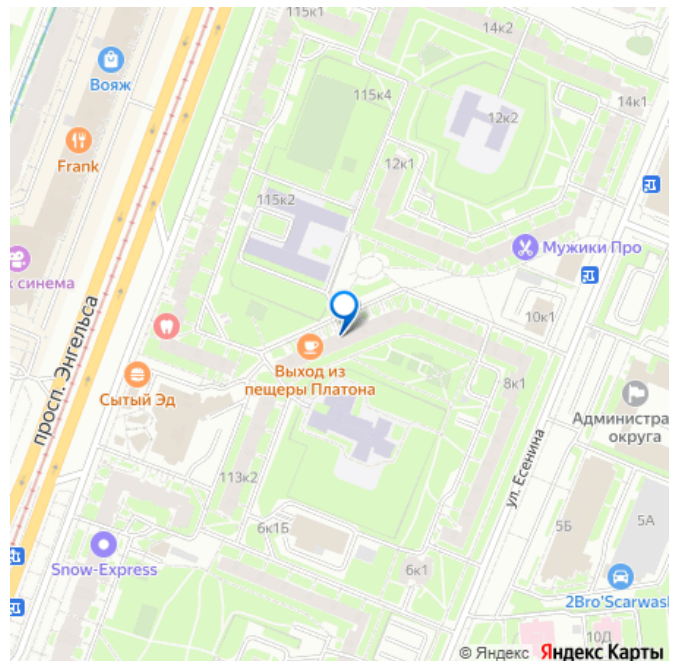 115к1
14к2
Вояж
115к4
14к1
12к2
Frank
12к1
115к2
Мужики Про
к синема
просп. Энгельса
10к1
Выход из
пещеры Платона
8к1
Сытый Эд
Администра
округа
ул. Есенина
113к2
6к1Б
5Б
5А
Snow-Express
6к1
2Bro'Scarwas
10Д
© Яндекс Яндекс Карты